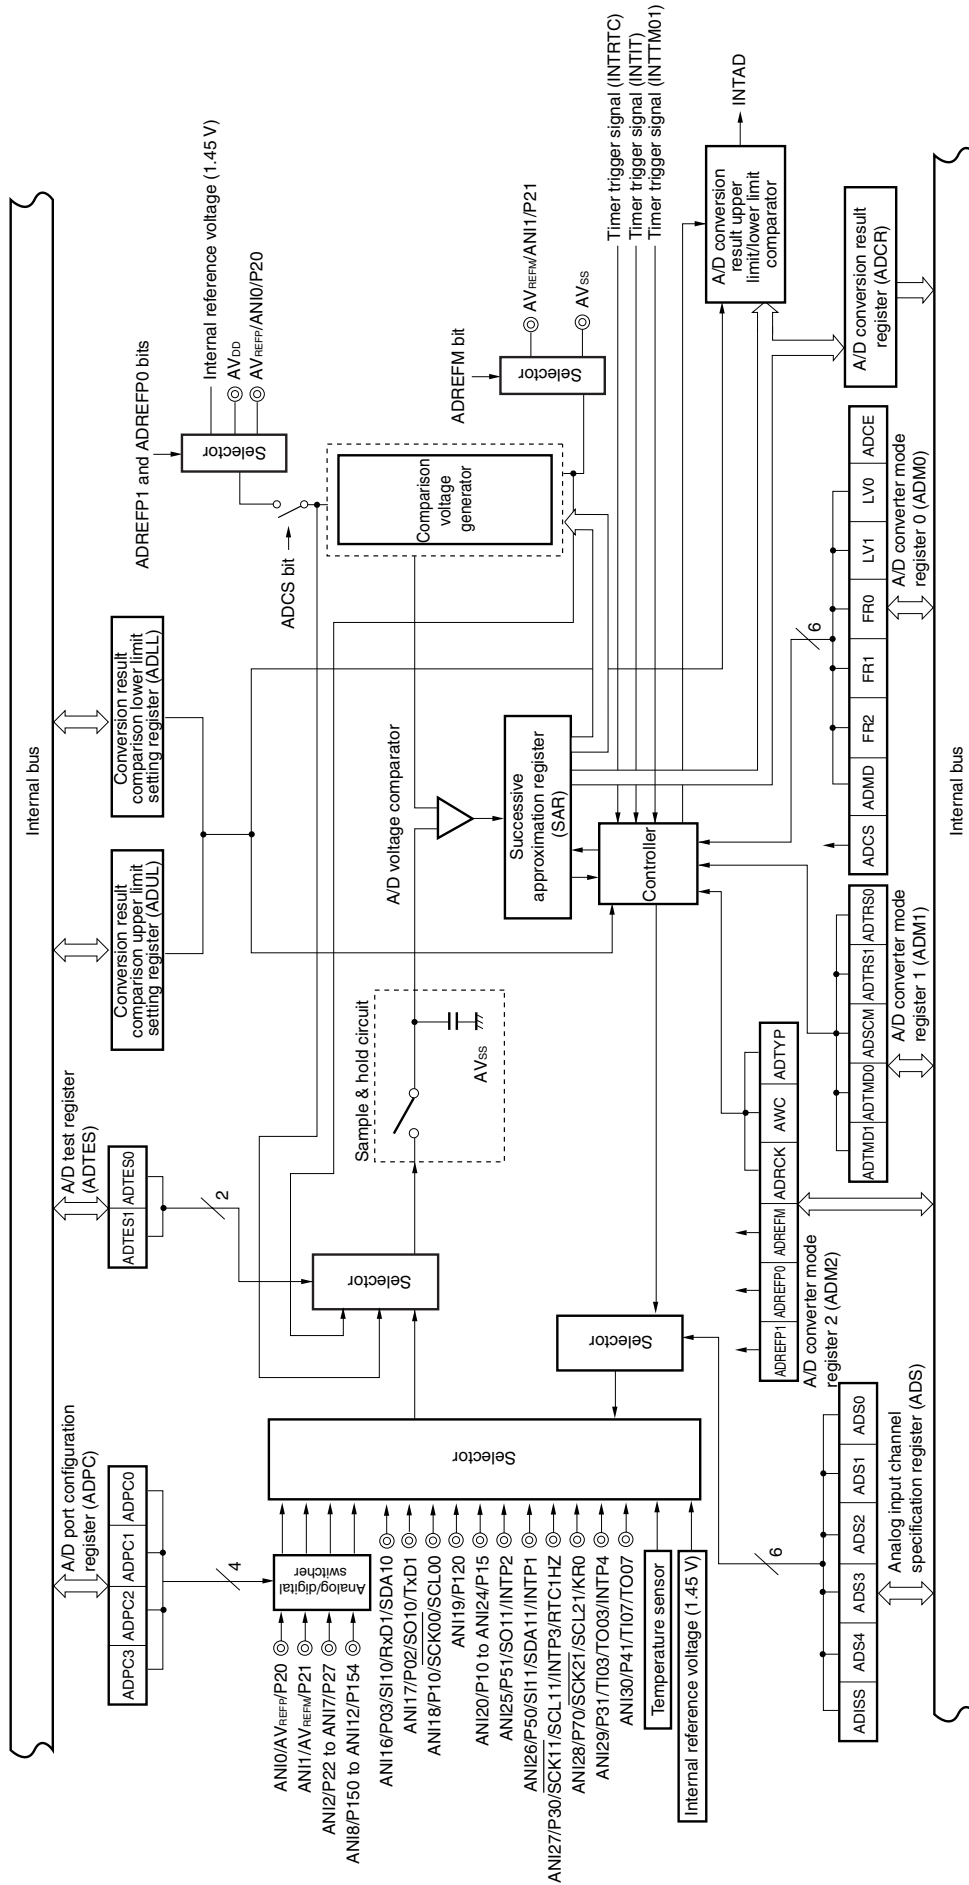 Internal bus
A/D port configuration
register (ADPC)
ADPC3 ADPC2 ADPC1 ADPC0
4
A/D test register
(ADTES)
ADTES1 ADTES0
2
Conversion result
comparison upper limit
setting register (ADUL)
Conversion result
comparison lower limit
setting register (ADLL)
ADREFP1 and ADREFP0 bits
Selector
Internal reference voltage (1.45 V)
AVDD
AVREFP/ANI0/P20
ADCS bit
Comparison
voltage
generator
ADREFM bit
Selector
AVREFM/ANI1/P21
AVSS
ANI0/AVREFP/P20
ANI1/AVREFM/P21
ANI2/P22 to ANI7/P27
ANI8/P150 to ANI12/P154
Analog/digital
switcher
ANI16/P03/SI10/RxD1/SDA10
ANI17/P02/SO10/TxD1
ANI18/P10/SCK00/SCL00
ANI19/P120
ANI20/P10 to ANI24/P15
ANI25/P51/SO11/INTP2
ANI26/P50/SI11/SDA11/INTP1
ANI27/P30/SCK11/SCL11/INTP3/RTC1HZ
ANI28/P70/SCK21/SCL21/KR0
ANI29/P31/TI03/TO03/INTP4
ANI30/P41/TI07/TO07
Temperature sensor
Internal reference voltage (1.45 V)
Selector
Selector
Sample & hold circuit
AVSS
A/D voltage comparator
Successive
approximation register
(SAR)
Controller
Selector
Timer trigger signal (INTRTC)
Timer trigger signal (INTIT)
Timer trigger signal (INTTM01)
A/D conversion
result upper
limit/lower limit
comparator
INTAD
A/D conversion result
register (ADCR)
6
ADISS ADS4 ADS3 ADS2 ADS1 ADS0
Analog input channel
specification register (ADS)
ADREFP1 ADREFP0 ADREFM ADRCK AWC ADTYP
A/D converter mode
register 2 (ADM2)
ADTMD1 ADTMD0 ADSCM ADTRS1 ADTRS0
A/D converter mode
register 1 (ADM1)
6
ADCS ADMD FR2 FR1 FR0 LV1 LV0 ADCE
A/D converter mode
register 0 (ADM0)
Internal bus